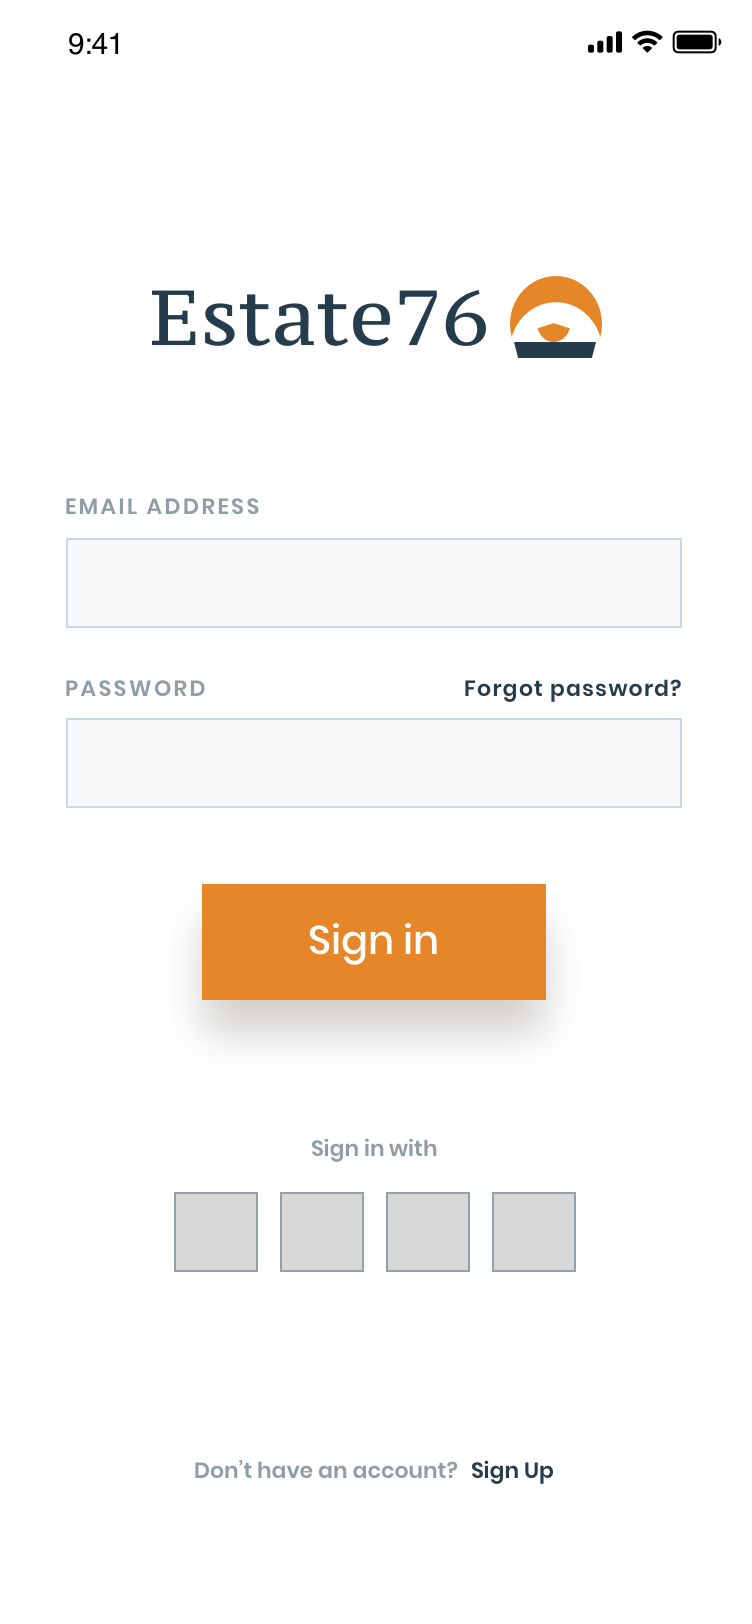 9:41
Estate76
EMAIL ADDRESS
PASSWORD Forgot password?
Sign in
Sign in with
Don’t have an account? Sign Up